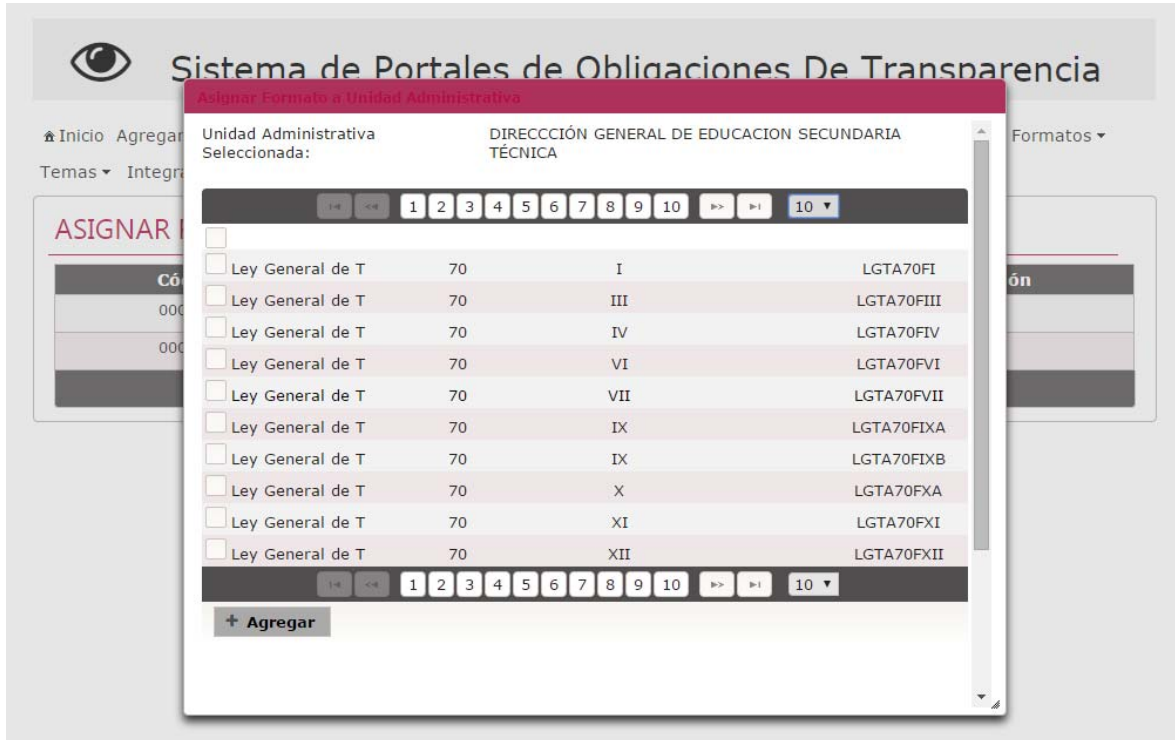 Sistema de Portales de Obligaciones De Transparencia
Asignar Formato a Unidad Administrativa
Inicio Agregar
Formatos
Temas Integra
Unidad Administrativa Seleccionada:
DIRECCCIÓN GENERAL DE EDUCACION SECUNDARIA TÉCNICA
1 2 3 4 5 6 7 8 9 10 10
ASIGNAR
Ley General de T 70 I LGTA70FI
Có ón
Ley General de T 70 III LGTA70FIII
000
Ley General de T 70 IV LGTA70FIV
000
Ley General de T 70 VI LGTA70FVI
Ley General de T 70 VII LGTA70FVII
Ley General de T 70 IX LGTA70FIXA
Ley General de T 70 IX LGTA70FIXB
Ley General de T 70 X LGTA70FXA
Ley General de T 70 XI LGTA70FXI
Ley General de T 70 XII LGTA70FXII
1 2 3 4 5 6 7 8 9 10 10
+ Agregar